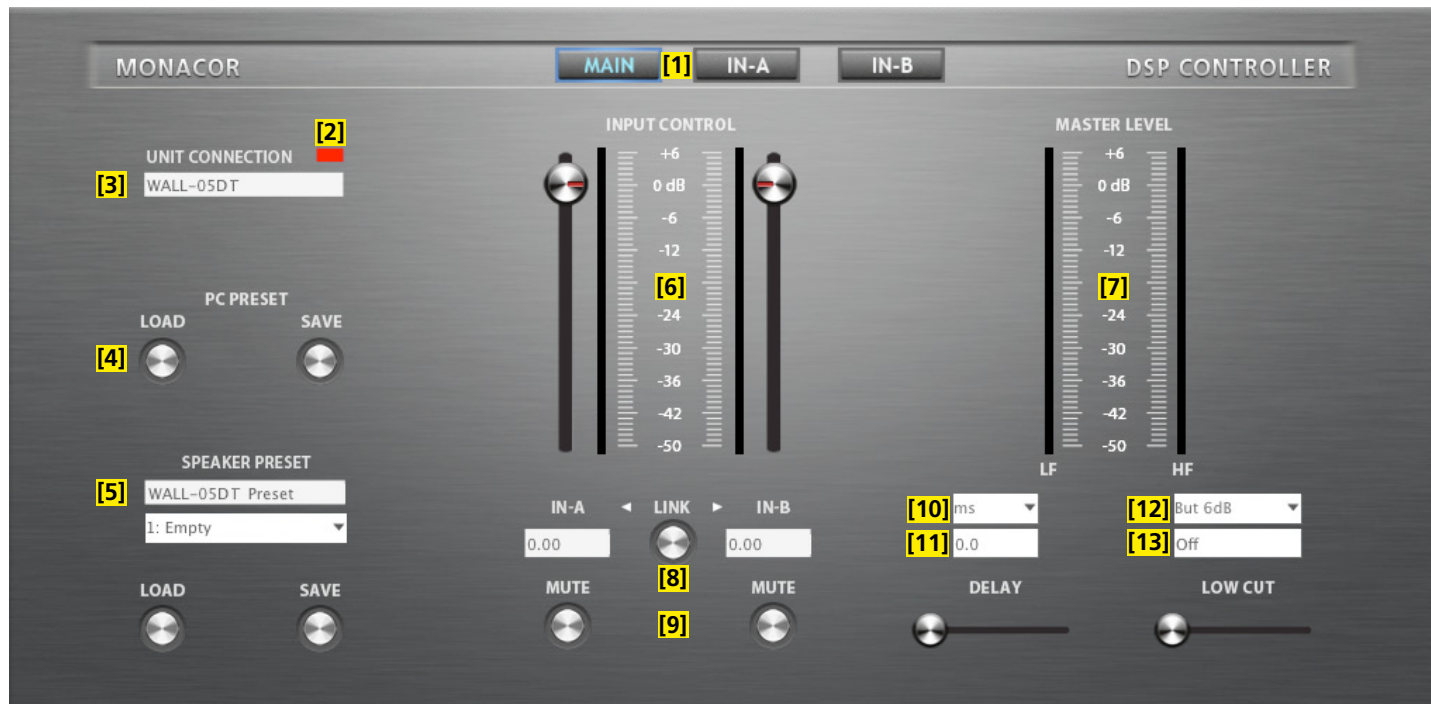 MONACOR
MAIN [1] IN-A IN-B
DSP CONTROLLER
[2]
UNIT CONNECTION
[3] WALL-05DT
PC PRESET
LOAD SAVE
[4]
SPEAKER PRESET
[5] WALL-05DT Preset
1: Empty
LOAD SAVE
INPUT CONTROL
+6
0 dB
-6
-12
[6]
-24
-30
-36
-42
-50
IN-A ◄ LINK ► IN-B
0.00 0.00
[8]
MUTE MUTE
[9]
MASTER LEVEL
+6
0 dB
-6
-12
[7]
-24
-30
-36
-42
-50
LF HF
[10] ms [12] But 6dB
[11] 0.0 [13] Off
DELAY LOW CUT